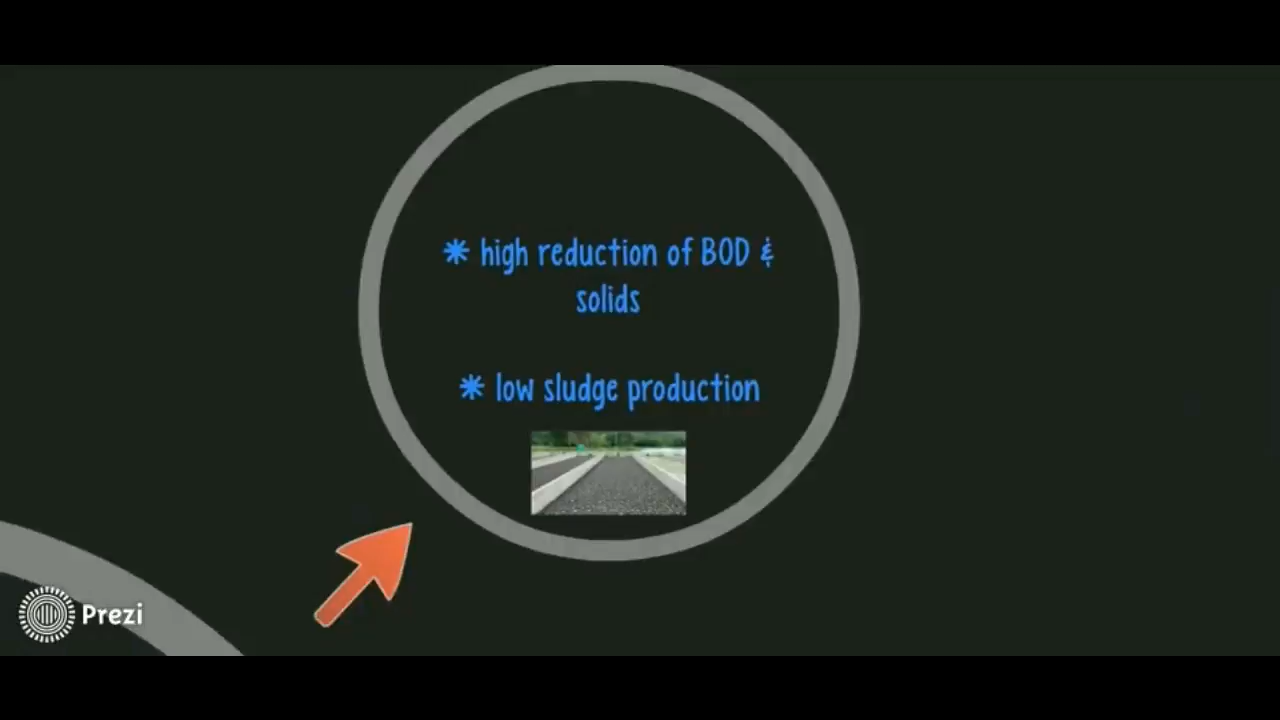 * high reduction of BOD &
solids
* low sludge production
Prezi